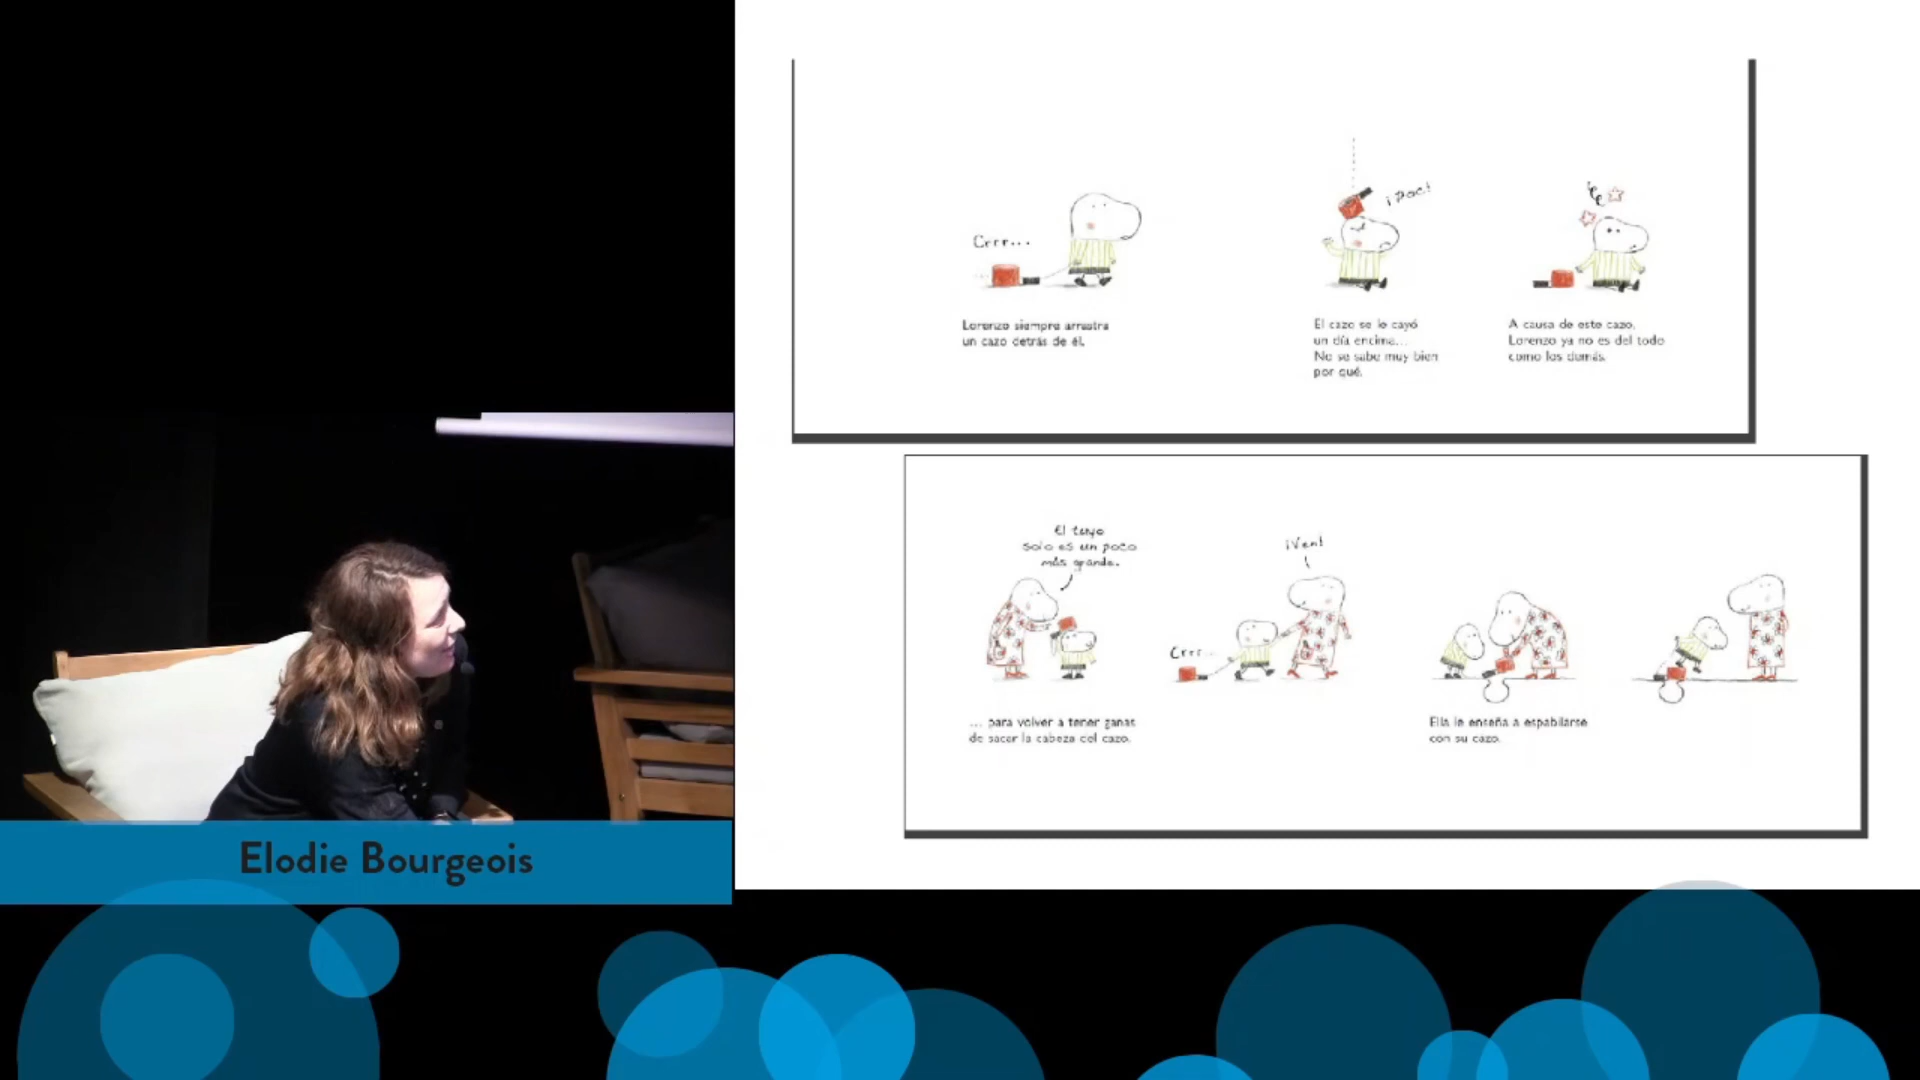 Crrr...
Lorenzo siempre arrastra
un cazo detrás de él.
¡Poc!
El cazo se le cayó
un día encima...
No se sabe muy bien
por qué.
A causa de este cazo,
Lorenzo ya no es del todo
como los demás.
El tuyo
solo es un poco
más grande.
... para volver a tener ganas
de sacar la cabeza del cazo.
¡Ven!
Crrr...
Ella le enseña a espabilarse
con su cazo.
Elodie Bourgeois